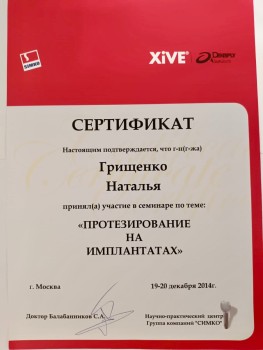 SIMKO
XiVE®
СЕРТИФИКАТ
Настоящим подтверждается, что г-н(г-жа)
Грищенко
Наталья
принял(а) участие в семинаре по теме:
«ПРОТЕЗИРОВАНИЕ
НА
ИМПЛАНТАТАХ»
г. Москва
19-20 декабря 2014г.
Доктор Балабанников С.А.
Научно-практический центр
Группа компаний "СИМКО"